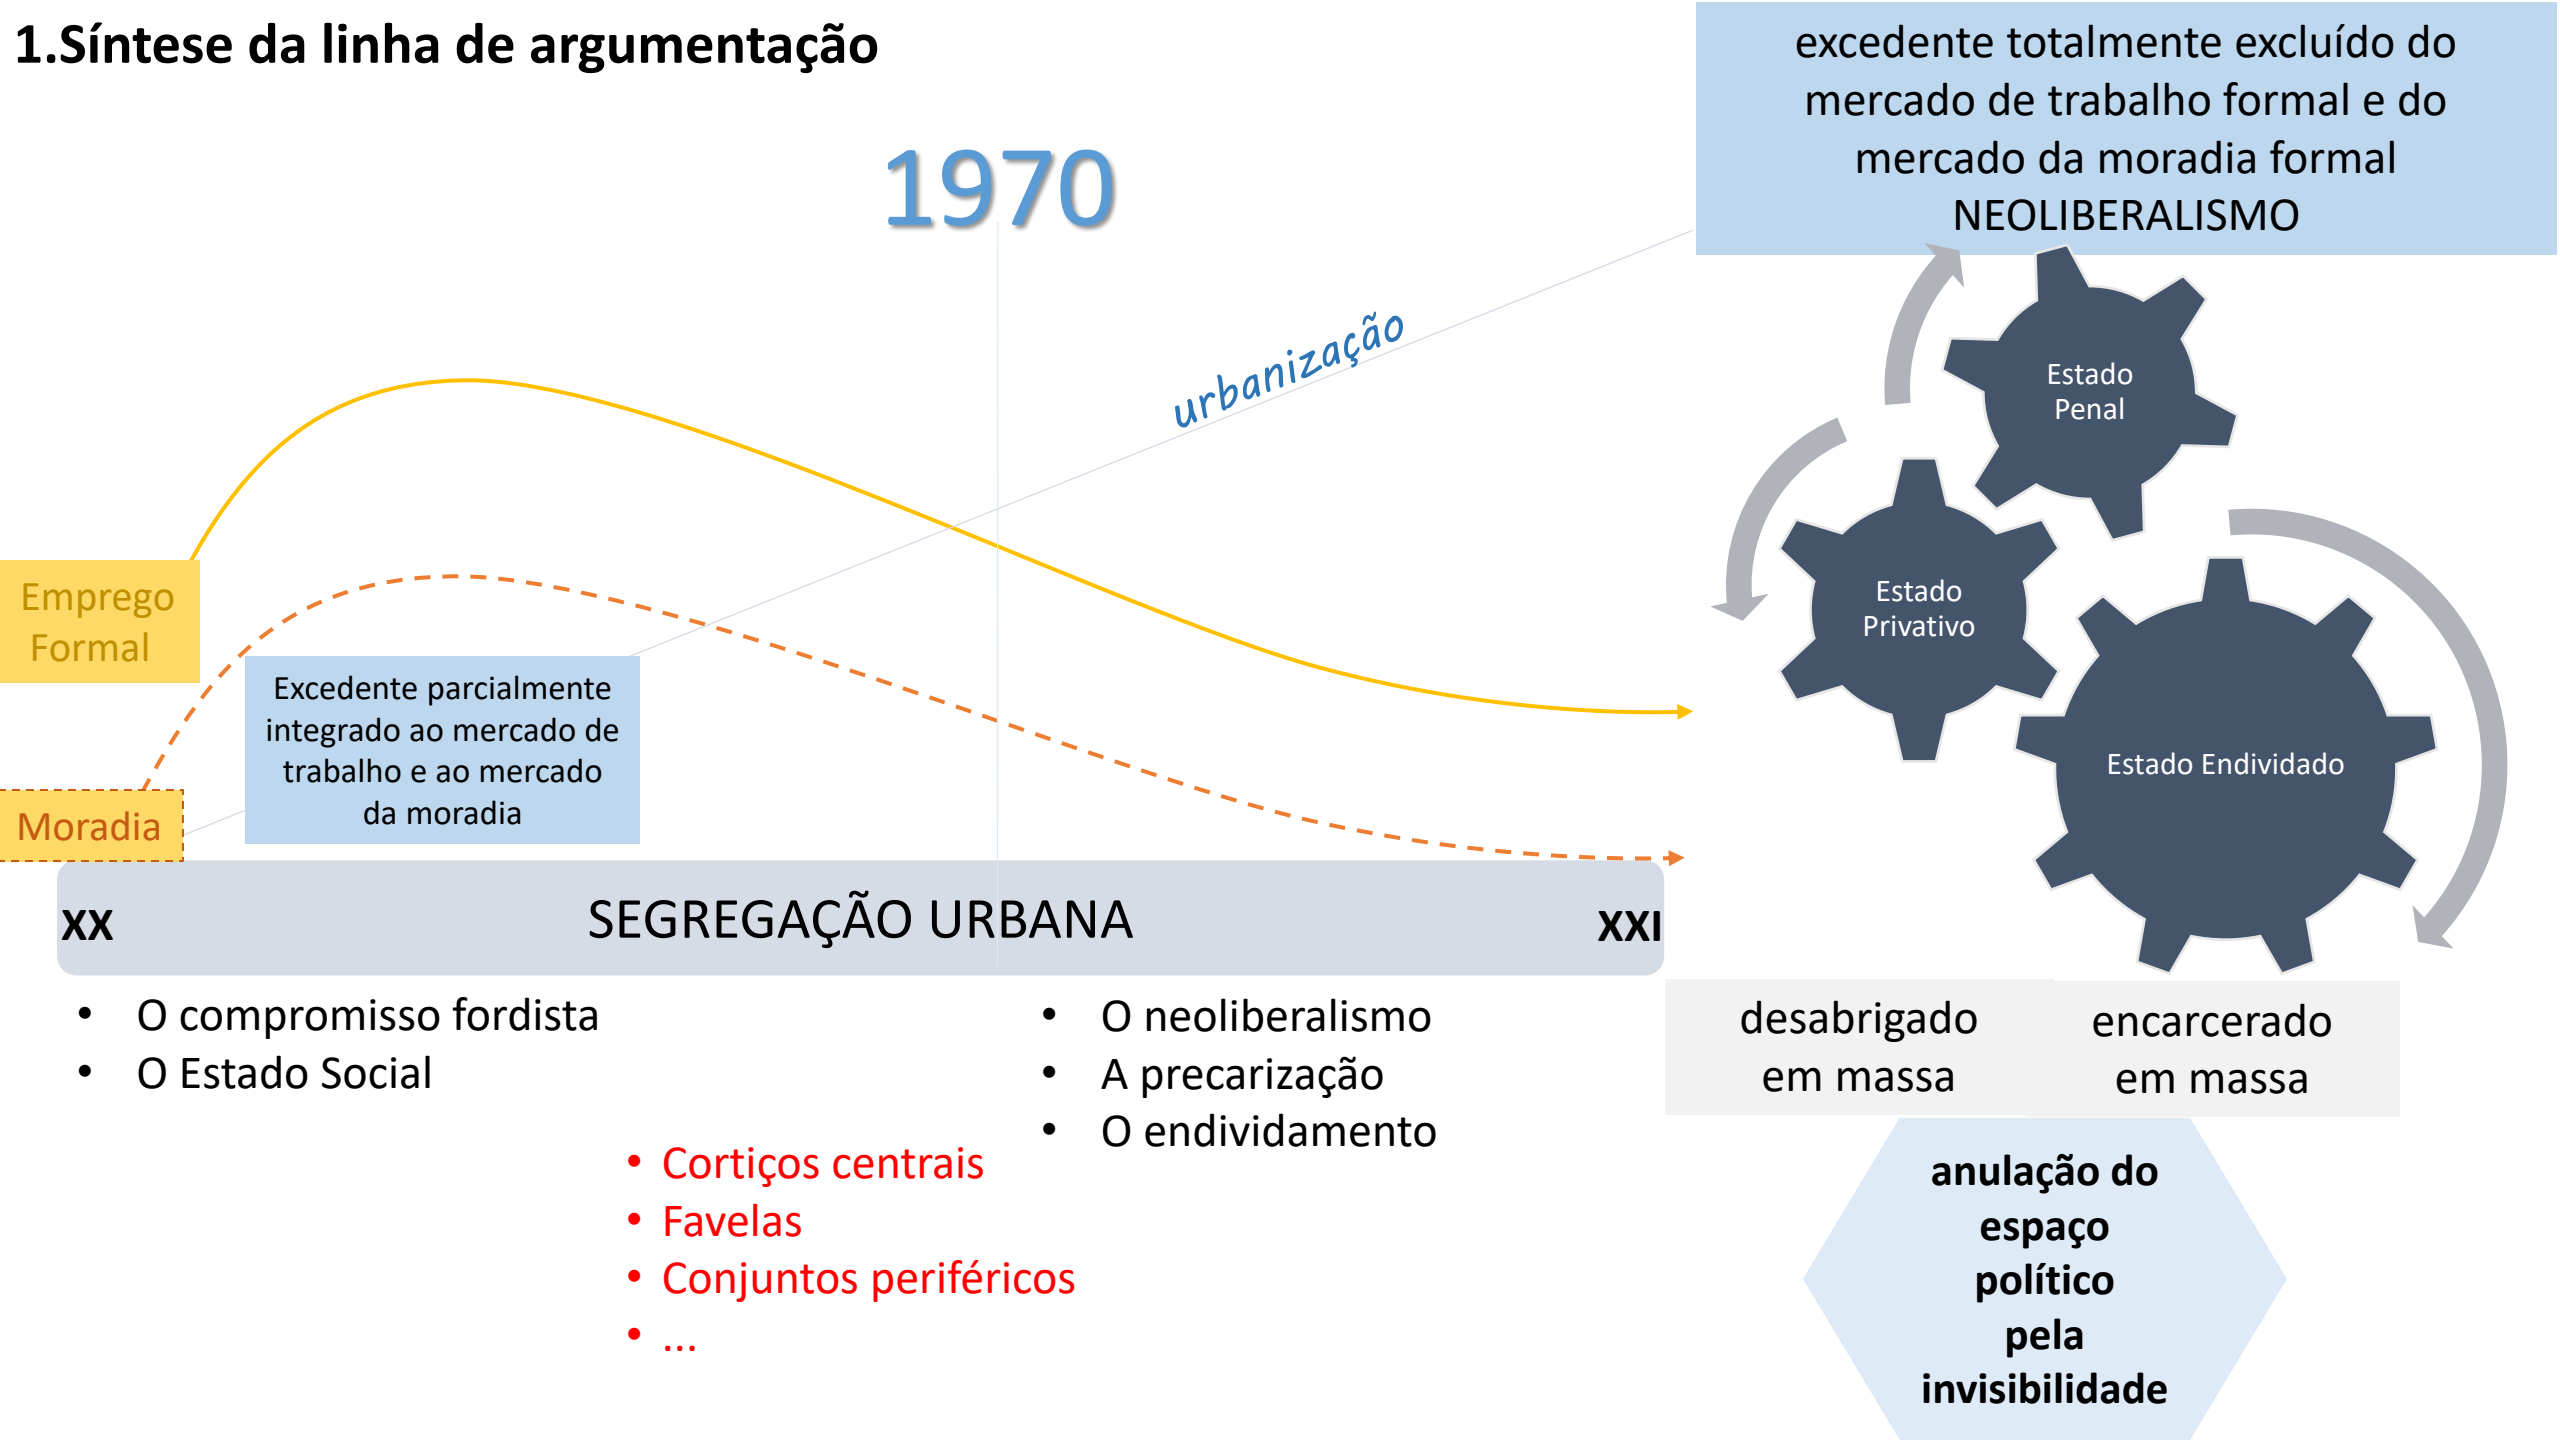 1.Síntese da linha de argumentação
excedente totalmente excluído do
mercado de trabalho formal e do
mercado da moradia formal
NEOLIBERALISMO
1970
urbanização
Estado
Penal
Estado
Privativo
Estado Endividado
Emprego
Formal
Excedente parcialmente
integrado ao mercado de
trabalho e ao mercado
da moradia
Moradia
XX
SEGREGAÇÃO URBANA
XXI
• O compromisso fordista
• O Estado Social
• O neoliberalismo
• A precarização
• O endividamento
• Cortiços centrais
• Favelas
• Conjuntos periféricos
• ...
desabrigado
em massa
encarcerado
em massa
anulação do
espaço
político
pela
invisibilidade